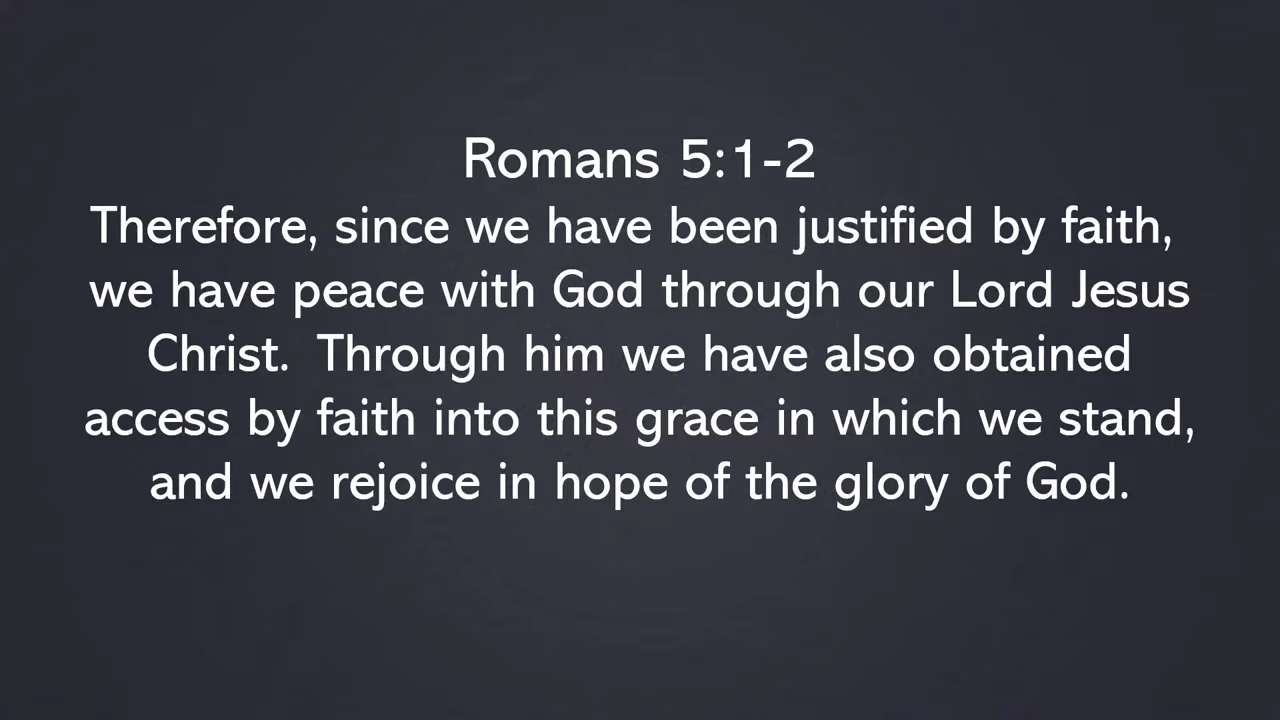 Romans 5:1-2
Therefore, since we have been justified by faith,
we have peace with God through our Lord Jesus
Christ.  Through him we have also obtained
access by faith into this grace in which we stand,
and we rejoice in hope of the glory of God.